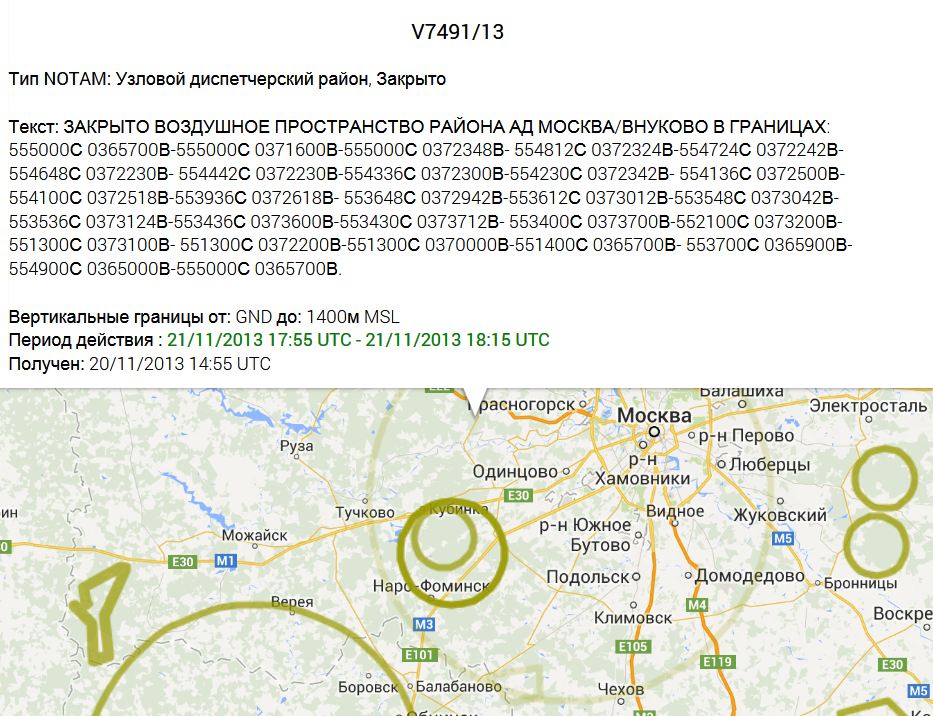 V7491/13
Тип NOTAM: Узловой диспетчерский район, Закрыто
Текст: ЗАКРЫТО ВОЗДУШНОЕ ПРОСТРАНСТВО РАЙОНА АД МОСКВА/ВНУКОВО В ГРАНИЦАХ:
555000С 0365700В-555000С 0371600В-555000С 0372348В- 554812С 0372324В-554724С 0372242В-
554648С 0372230В- 554442С 0372230В-554336С 0372300В-554230С 0372342В- 554136С 0372500В-
554100С 0372518В-553936С 0372618В- 553648С 0372942В-553612С 0373012В-553548С 0373042В-
553536С 0373124В-553436С 0373600В-553430С 0373712В- 553400С 0373700В-552100С 0373200В-
551300С 0373100В- 551300С 0372200В-551300С 0370000В-551400С 0365700В- 553700С 0365900В-
554900С 0365000В-555000С 0365700В.
Вертикальные границы от: GND до: 1400м MSL
Период действия : 21/11/2013 17:55 UTC - 21/11/2013 18:15 UTC
Получен: 20/11/2013 14:55 UTC
Балашиха
Красногорск
Электросталь
Москва
р-н Перово
Руза
р-н
Хамовники
Одинцово
Люберцы
E30
Тучково
Кубинка
Видное
Жуковский
р-н Южное
Бутово
Можайск
M5
E30
M1
Наро-Фоминск
Подольск
Домодедово
Бронницы
Верея
M4
Климовск
M3
E105
E101
E119
E30
Боровск
Балабаново
Чехов
M5